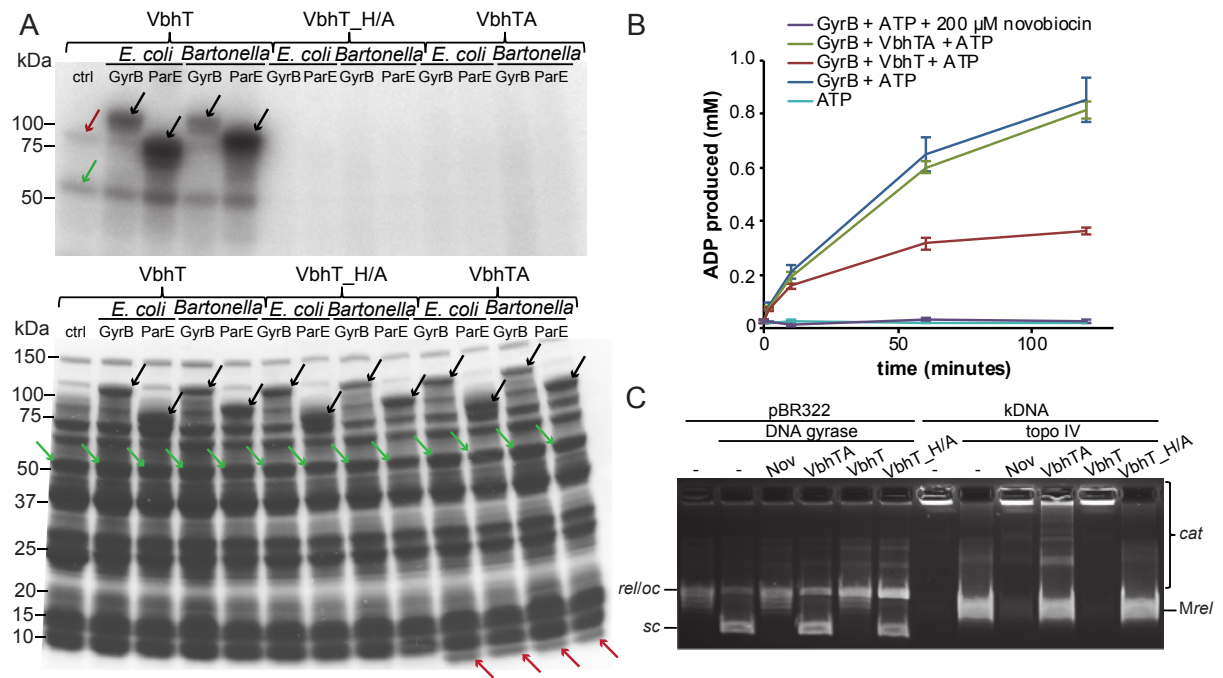 A
VbhT VbhT_H/A VbhTA
kDa E. coli Bartonella E. coli Bartonella E. coli Bartonella
ctrl GyrB ParE GyrB ParE GyrB ParE GyrB ParE GyrB ParE GyrB ParE
100
75
50
VbhT VbhT_H/A VbhTA
E. coli Bartonella E. coli Bartonella E. coli Bartonella
kDa ctrl GyrB ParE GyrB ParE GyrB ParE GyrB ParE GyrB ParE GyrB ParE
150
100
75
50
37
25
20
15
10
B
GyrB + ATP + 200 µM novobiocin
GyrB + VbhTA + ATP
GyrB + VbhT + ATP
GyrB + ATP
ATP
ADP produced (mM)
1.0
0.8
0.6
0.4
0.2
0
0 50 100
time (minutes)
C
pBR322 kDNA
DNA gyrase topo IV
- - Nov VbhTA VbhT VbhT_H/A - - Nov VbhTA VbhT VbhT_H/A
cat
rel/oc
Mrel
sc